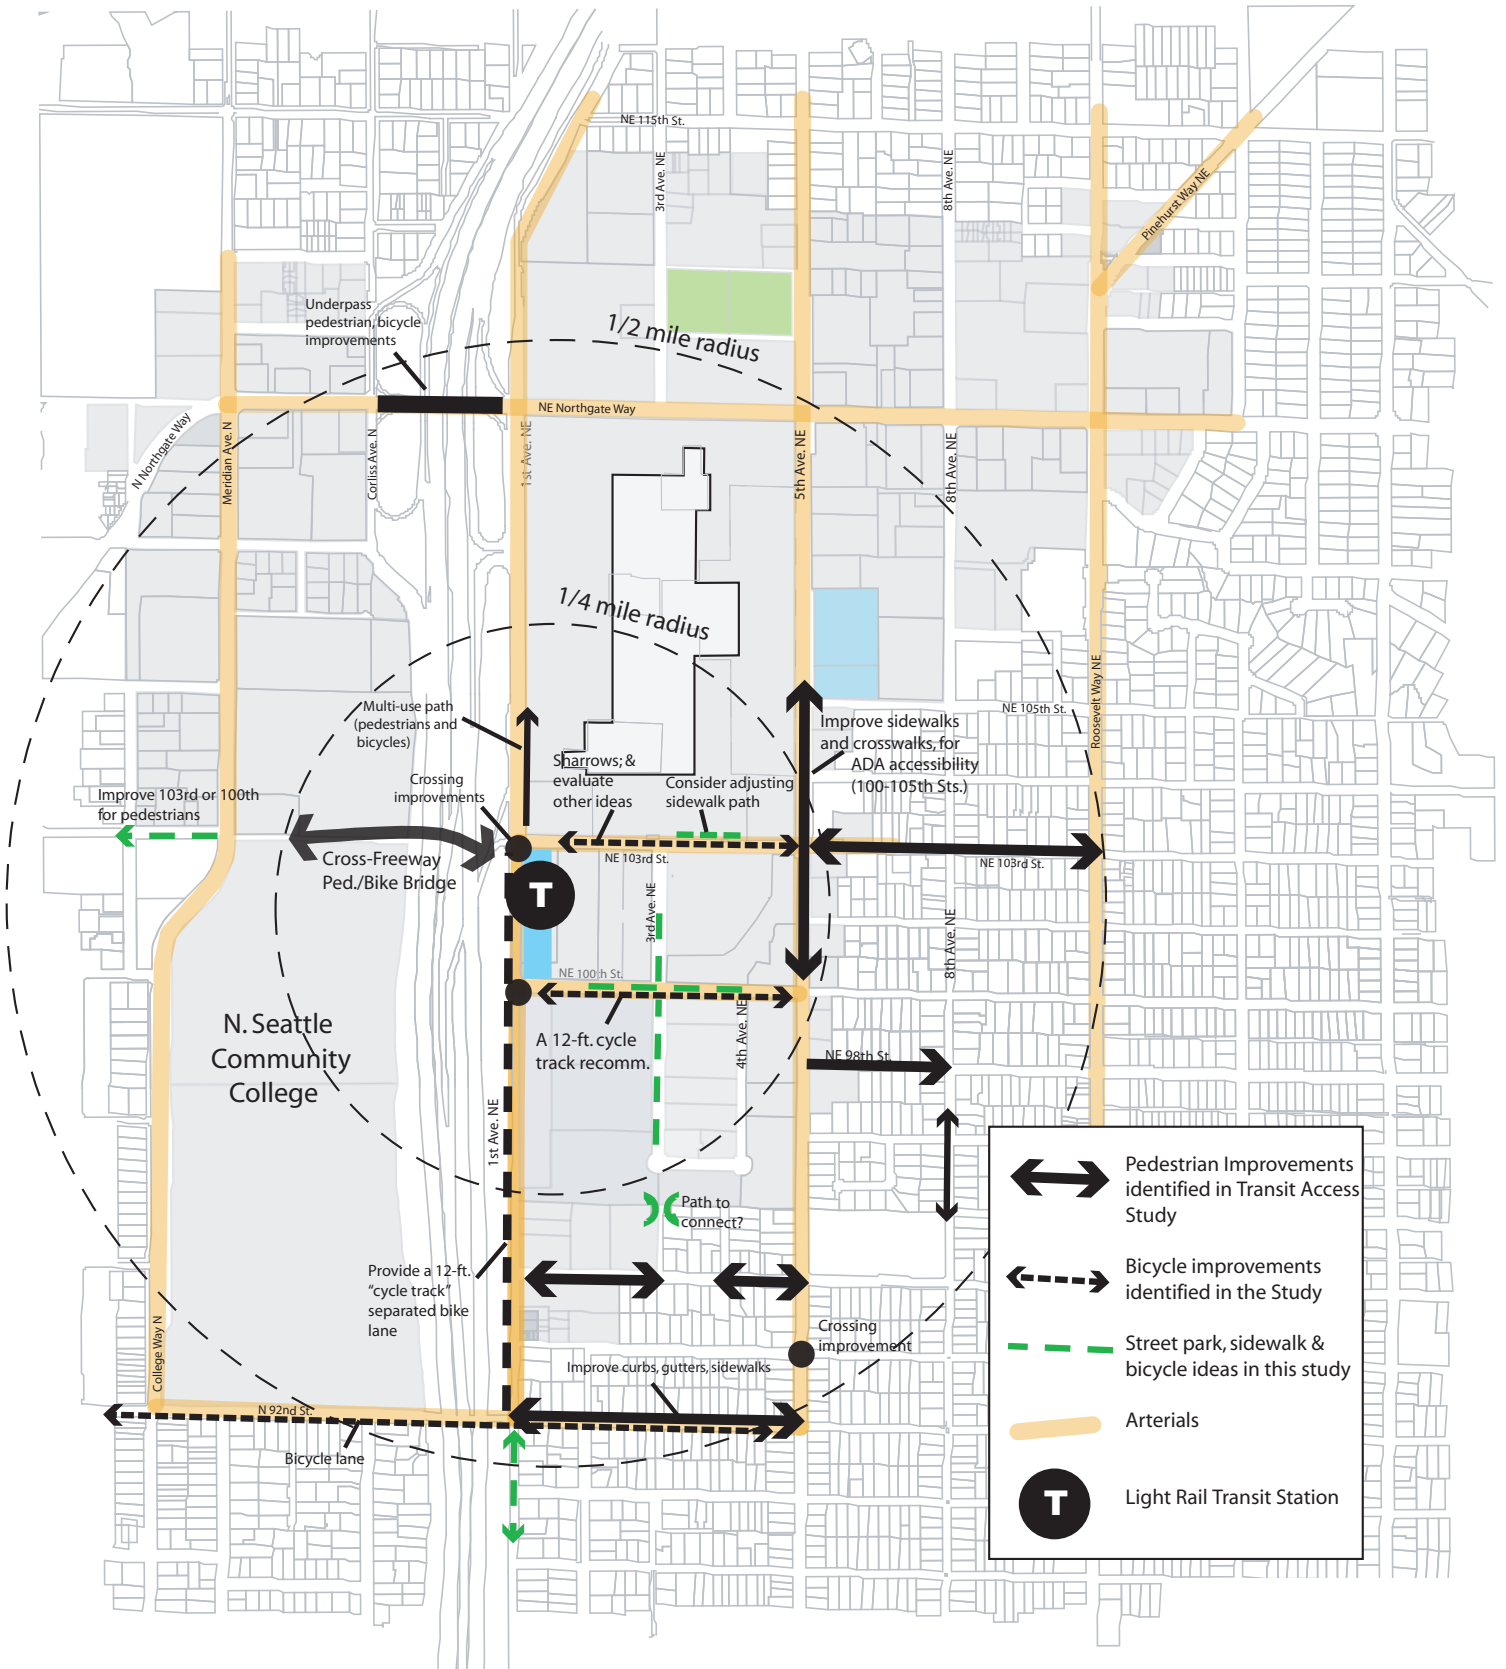 NE 115th St.
3rd Ave. NE
8th Ave. NE
Pinehurst Way NE
Underpass
pedestrian, bicycle
improvements
1/2 mile radius
NE Northgate Way
N Northgate Way
Meridian Ave. N
Corliss Ave. N
1st Ave. NE
5th Ave. NE
8th Ave. NE
1/4 mile radius
Roosevelt Way NE
NE 105th St.
Multi-use path
(pedestrians and
bicycles)
Improve sidewalks
and crosswalks, for
ADA accessibility
(100-105th Sts.)
Sharrows; &
evaluate
other ideas
Consider adjusting
sidewalk path
Crossing
improvements
Improve 103rd or 100th
for pedestrians
Cross-Freeway
Ped./Bike Bridge
NE 103rd St.
NE 103rd St.
T
3rd Ave. NE
8th Ave. NE
NE 100th St.
N. Seattle
Community
College
A 12-ft. cycle
track recomm.
4th Ave. NE
NE 98th St.
1st Ave. NE
Path to
connect?
Provide a 12-ft.
“cycle track”
separated bike
lane
Crossing
improvement
College Way N
Improve curbs, gutters, sidewalks
N 92nd St.
Bicycle lane
Pedestrian Improvements
identified in Transit Access
Study
Bicycle improvements
identified in the Study
Street park, sidewalk &
bicycle ideas in this study
Arterials
T
Light Rail Transit Station